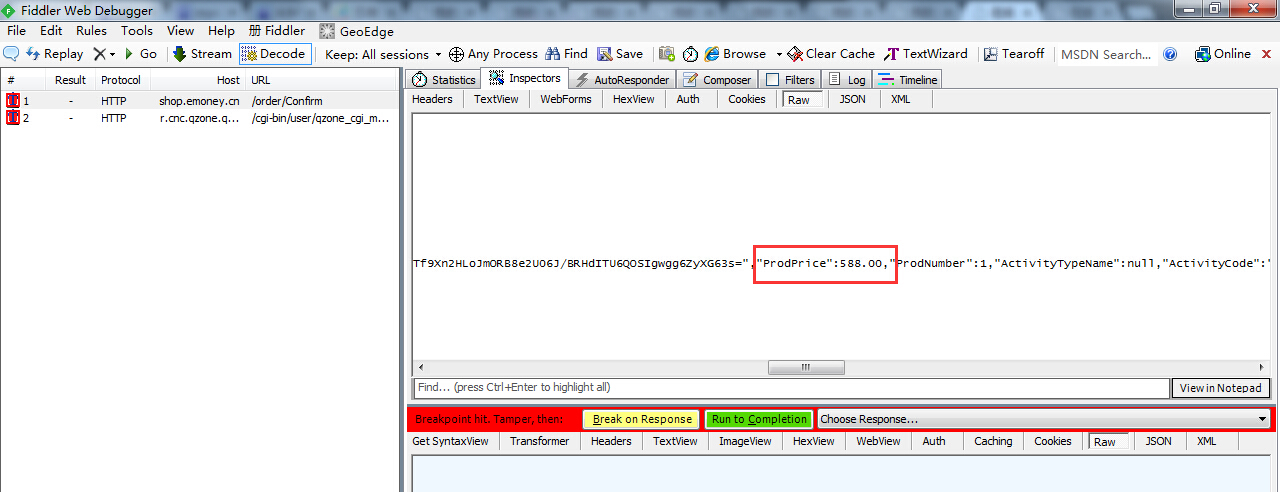 Fiddler Web Debugger
File Edit Rules Tools View Help 册 Fiddler GeoEdge
Replay Go Stream Decode Keep: All sessions Any Process Find Save Browse Clear Cache TextWizard Tearoff MSDN Search... Online
# Result Protocol Host URL
1 - HTTP shop.emoney.cn /order/Confirm
2 - HTTP r.cnc.qzone.q... /cgi-bin/user/qzone_cgi_m...
Statistics Inspectors AutoResponder Composer Filters Log Timeline
Headers TextView WebForms HexView Auth Cookies Raw JSON XML
Tf9Xn2HLoJmORB8e2UO6J/BRHdITU6QOSIgwgg6ZyXG63s=","ProdPrice":588.00,"ProdNumber":1,"ActivityTypeName":null,"ActivityCode":"
Find... (press Ctrl+Enter to highlight all) View in Notepad
Breakpoint hit. Tamper, then: Break on Response Run to Completion Choose Response...
Get SyntaxView Transformer Headers TextView ImageView HexView WebView Auth Caching Cookies Raw JSON XML